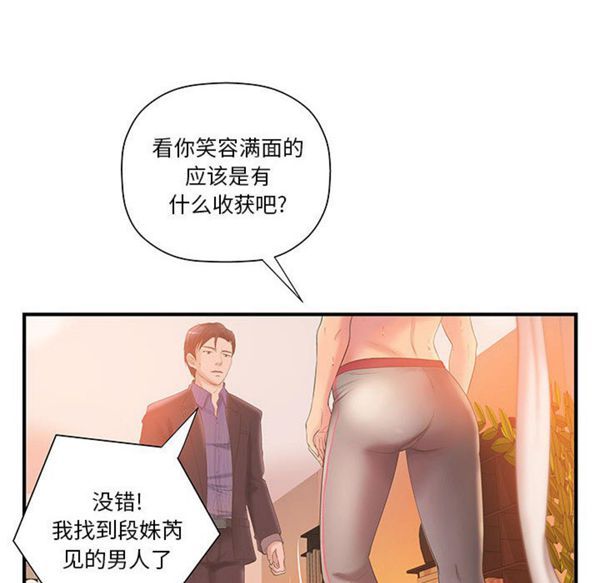 看你笑容满面的
应该是有
什么收获吧?
没错!
我找到段姝芮
见的男人了